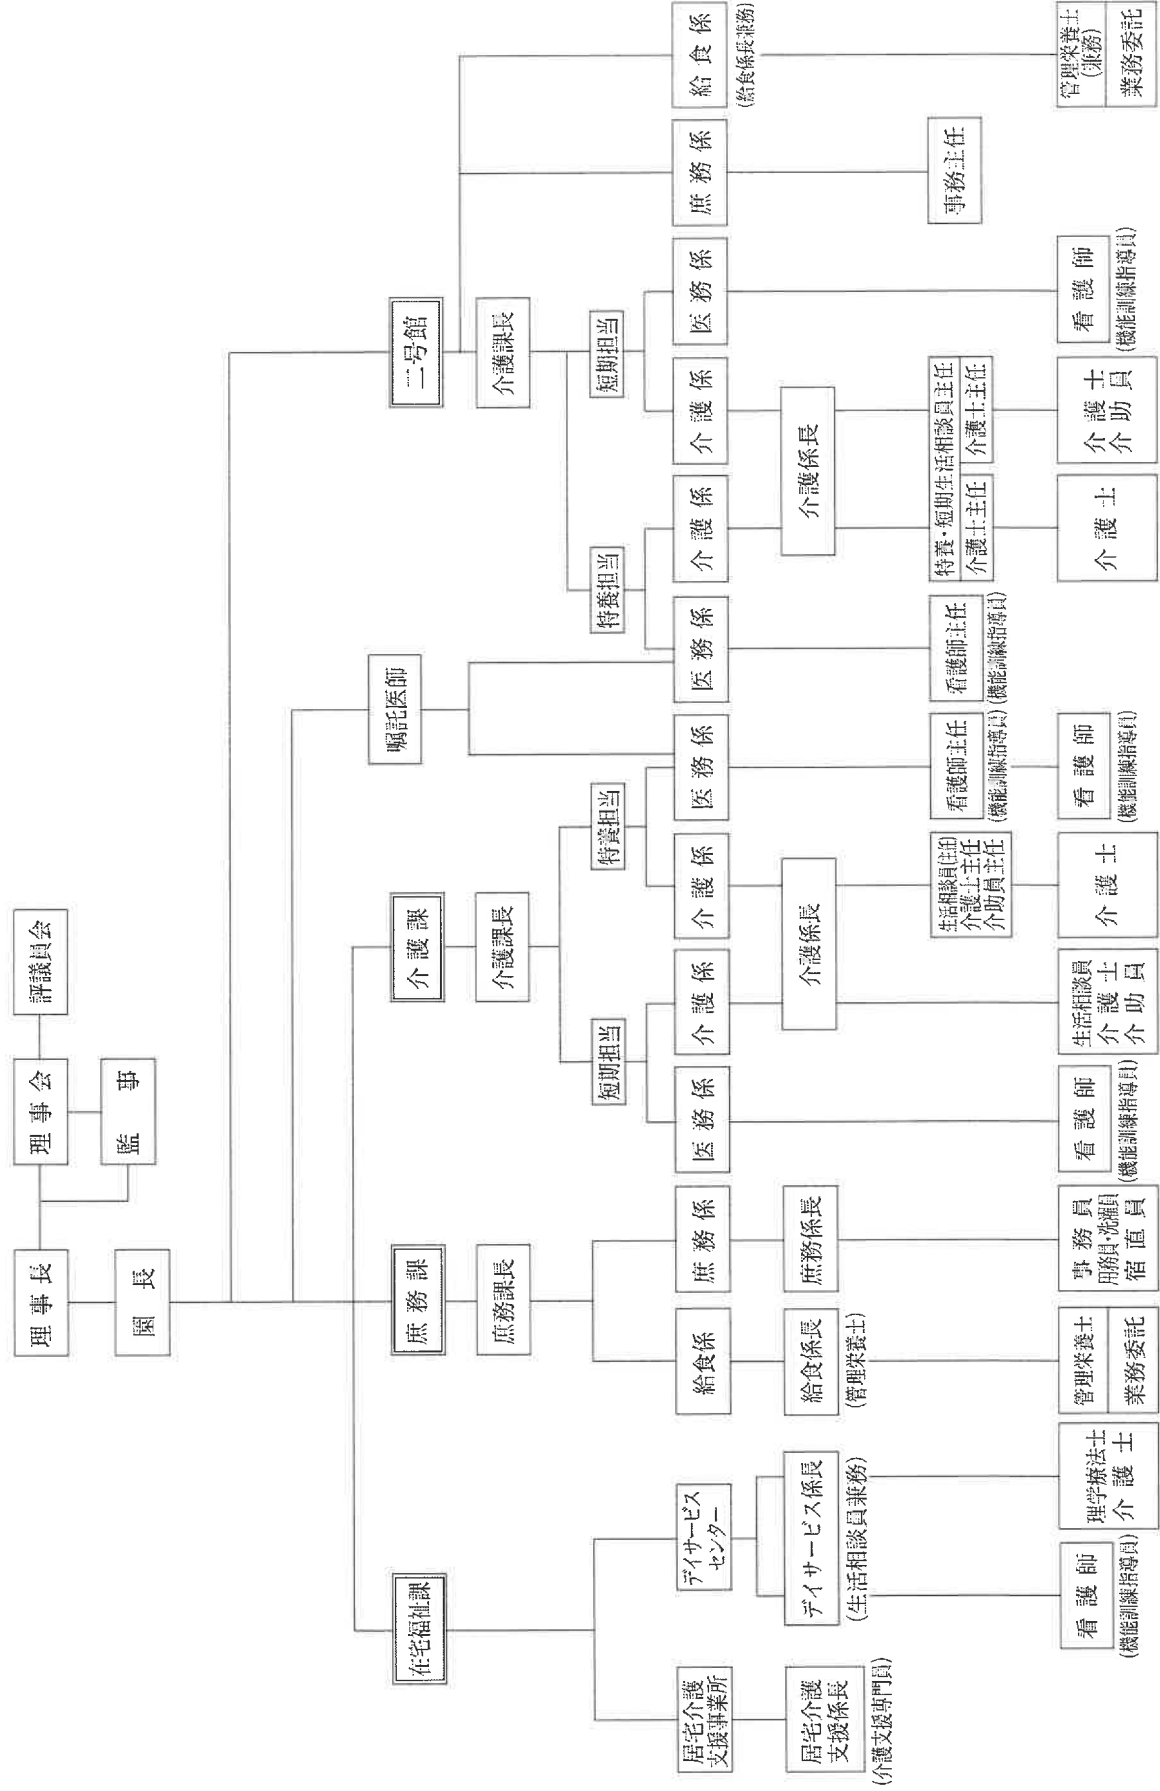 評議員会
理事会
監事
理事長
園長
二号館
嘱託医師
介護課
庶務課
在宅福祉課
介護課長
介護課長
庶務課長
短期担当
特養担当
特養担当
短期担当
給食係
(給食係長兼務)
庶務係
医務係
介護係
介護係
医務係
医務係
介護係
介護係
医務係
庶務係
給食係
デイサービス
センター
居宅介護
支援事業所
介護係長
介護係長
庶務係長
給食係長
(管理栄養士)
デイサービス係長
(生活相談員兼務)
居宅介護
支援係長
(介護支援専門員)
事務主任
特養・短期生活相談員主任
介護士主任
介護士主任
看護師主任
(機能訓練指導員)
看護師主任
(機能訓練指導員)
生活相談員(主任)
介護士主任
介助員主任
管理栄養士
(兼務)
業務委託
看護師
(機能訓練指導員)
介護士
介助員
介護士
看護師
(機能訓練指導員)
介護士
生活相談員
介護士
介助員
看護師
(機能訓練指導員)
事務員
用務員・洗濯員
宿直員
管理栄養士
業務委託
理学療法士
介護士
看護師
(機能訓練指導員)